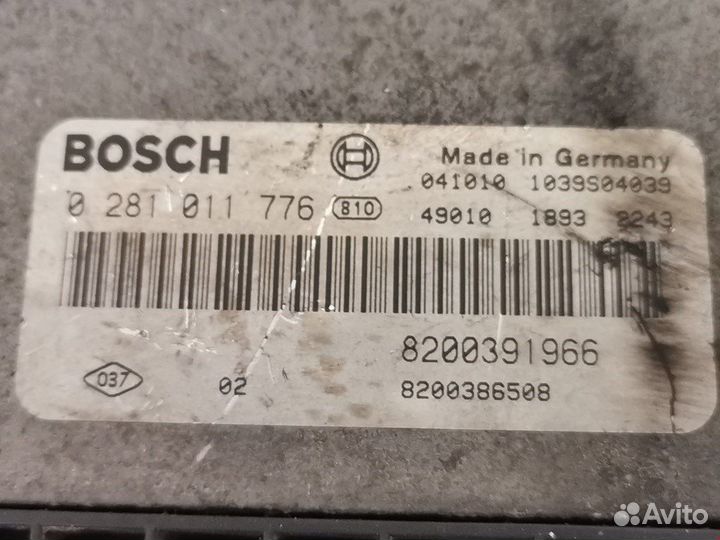 BOSCH
Made in Germany
041010 1039S04039
0 281 011 776 810
49010 1893 2243
8200391966
037 02 8200386508
Avito